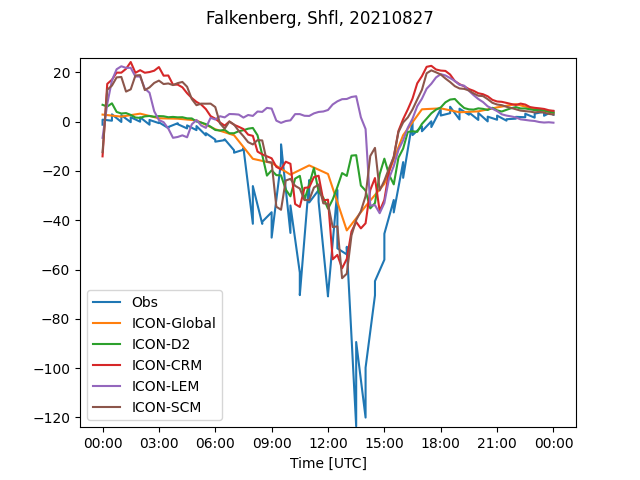 Falkenberg, Shfl, 20210827
20
0
−20
−40
−60
−80
−100
−120
Obs
ICON-Global
ICON-D2
ICON-CRM
ICON-LEM
ICON-SCM
00:00 03:00 06:00 09:00 12:00 15:00 18:00 21:00 00:00
Time [UTC]